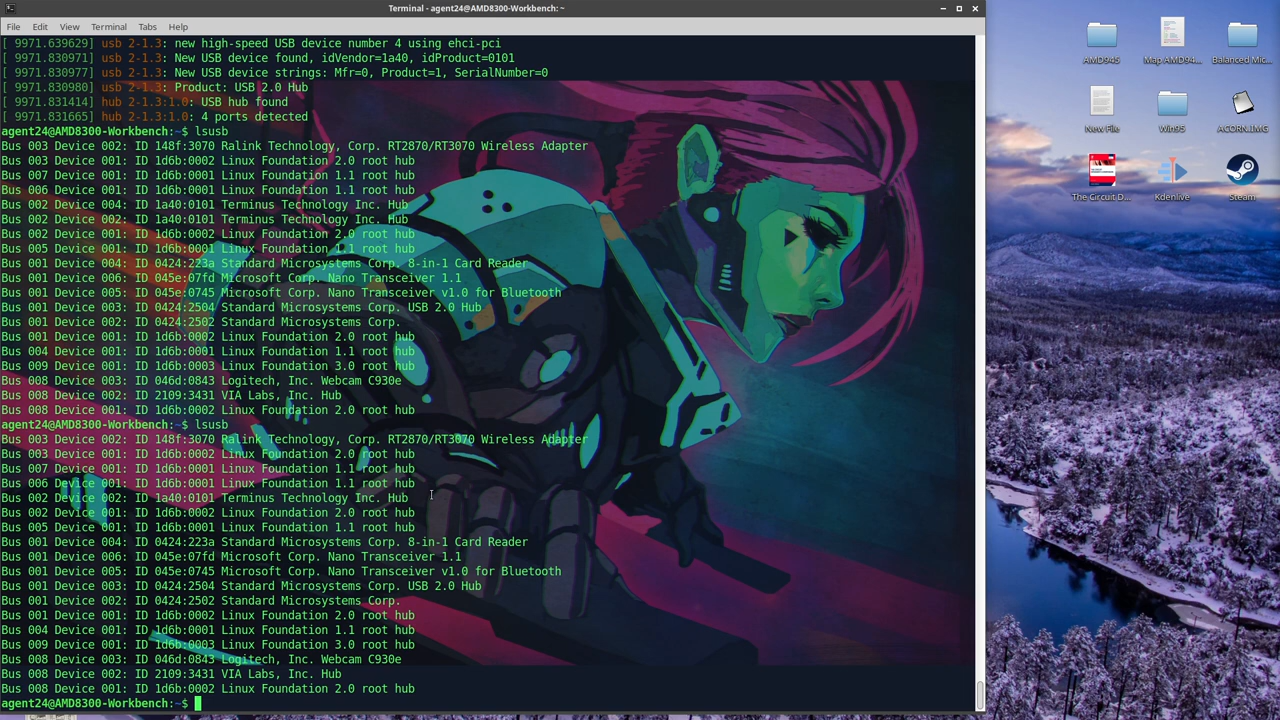 Terminal - agent24@AMD8300-Workbench: ~
File Edit View Terminal Tabs Help
[ 9971.639629] usb 2-1.3: new high-speed USB device number 4 using ehci-pci
[ 9971.830971] usb 2-1.3: New USB device found, idVendor=1a40, idProduct=0101
[ 9971.830977] usb 2-1.3: New USB device strings: Mfr=0, Product=1, SerialNumber=0
[ 9971.830980] usb 2-1.3: Product: USB 2.0 Hub
[ 9971.831414] hub 2-1.3:1.0: USB hub found
[ 9971.831665] hub 2-1.3:1.0: 4 ports detected
agent24@AMD8300-Workbench:~$ lsusb
Bus 003 Device 002: ID 148f:3070 Ralink Technology, Corp. RT2870/RT3070 Wireless Adapter
Bus 003 Device 001: ID 1d6b:0002 Linux Foundation 2.0 root hub
Bus 007 Device 001: ID 1d6b:0001 Linux Foundation 1.1 root hub
Bus 006 Device 001: ID 1d6b:0001 Linux Foundation 1.1 root hub
Bus 002 Device 004: ID 1a40:0101 Terminus Technology Inc. Hub
Bus 002 Device 002: ID 1a40:0101 Terminus Technology Inc. Hub
Bus 002 Device 001: ID 1d6b:0002 Linux Foundation 2.0 root hub
Bus 005 Device 001: ID 1d6b:0001 Linux Foundation 1.1 root hub
Bus 001 Device 004: ID 0424:223a Standard Microsystems Corp. 8-in-1 Card Reader
Bus 001 Device 006: ID 045e:07fd Microsoft Corp. Nano Transceiver 1.1
Bus 001 Device 005: ID 045e:0745 Microsoft Corp. Nano Transceiver v1.0 for Bluetooth
Bus 001 Device 003: ID 0424:2504 Standard Microsystems Corp. USB 2.0 Hub
Bus 001 Device 002: ID 0424:2502 Standard Microsystems Corp.
Bus 001 Device 001: ID 1d6b:0002 Linux Foundation 2.0 root hub
Bus 004 Device 001: ID 1d6b:0001 Linux Foundation 1.1 root hub
Bus 009 Device 001: ID 1d6b:0003 Linux Foundation 3.0 root hub
Bus 008 Device 003: ID 046d:0843 Logitech, Inc. Webcam C930e
Bus 008 Device 002: ID 2109:3431 VIA Labs, Inc. Hub
Bus 008 Device 001: ID 1d6b:0002 Linux Foundation 2.0 root hub
agent24@AMD8300-Workbench:~$ lsusb
Bus 003 Device 002: ID 148f:3070 Ralink Technology, Corp. RT2870/RT3070 Wireless Adapter
Bus 003 Device 001: ID 1d6b:0002 Linux Foundation 2.0 root hub
Bus 007 Device 001: ID 1d6b:0001 Linux Foundation 1.1 root hub
Bus 006 Device 001: ID 1d6b:0001 Linux Foundation 1.1 root hub
Bus 002 Device 002: ID 1a40:0101 Terminus Technology Inc. Hub
Bus 002 Device 001: ID 1d6b:0002 Linux Foundation 2.0 root hub
Bus 005 Device 001: ID 1d6b:0001 Linux Foundation 1.1 root hub
Bus 001 Device 004: ID 0424:223a Standard Microsystems Corp. 8-in-1 Card Reader
Bus 001 Device 006: ID 045e:07fd Microsoft Corp. Nano Transceiver 1.1
Bus 001 Device 005: ID 045e:0745 Microsoft Corp. Nano Transceiver v1.0 for Bluetooth
Bus 001 Device 003: ID 0424:2504 Standard Microsystems Corp. USB 2.0 Hub
Bus 001 Device 002: ID 0424:2502 Standard Microsystems Corp.
Bus 001 Device 001: ID 1d6b:0002 Linux Foundation 2.0 root hub
Bus 004 Device 001: ID 1d6b:0001 Linux Foundation 1.1 root hub
Bus 009 Device 001: ID 1d6b:0003 Linux Foundation 3.0 root hub
Bus 008 Device 003: ID 046d:0843 Logitech, Inc. Webcam C930e
Bus 008 Device 002: ID 2109:3431 VIA Labs, Inc. Hub
Bus 008 Device 001: ID 1d6b:0002 Linux Foundation 2.0 root hub
agent24@AMD8300-Workbench:~$
AMD945 Map AMD94... Balanced Mic...
New File Win95 ACORN.1MG
The Circuit D... Kdenlive Steam